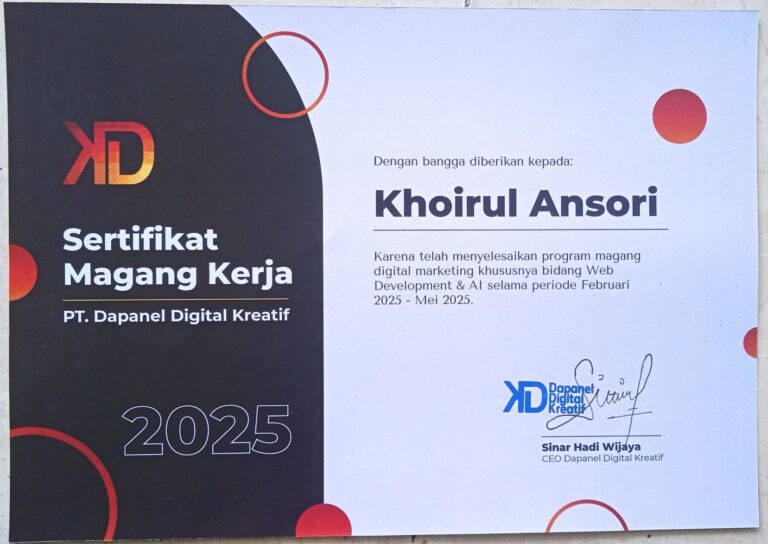 KD
Sertifikat
Magang Kerja
PT. Dapanel Digital Kreatif
2025
Dengan bangga diberikan kepada:
Khoirul Ansori
Karena telah menyelesaikan program magang
digital marketing khususnya bidang Web
Development & AI selama periode Februari
2025 - Mei 2025.
KD Dapanel
Digital
Kreatif
Sinar Hadi Wijaya
CEO Dapanel Digital Kreatif